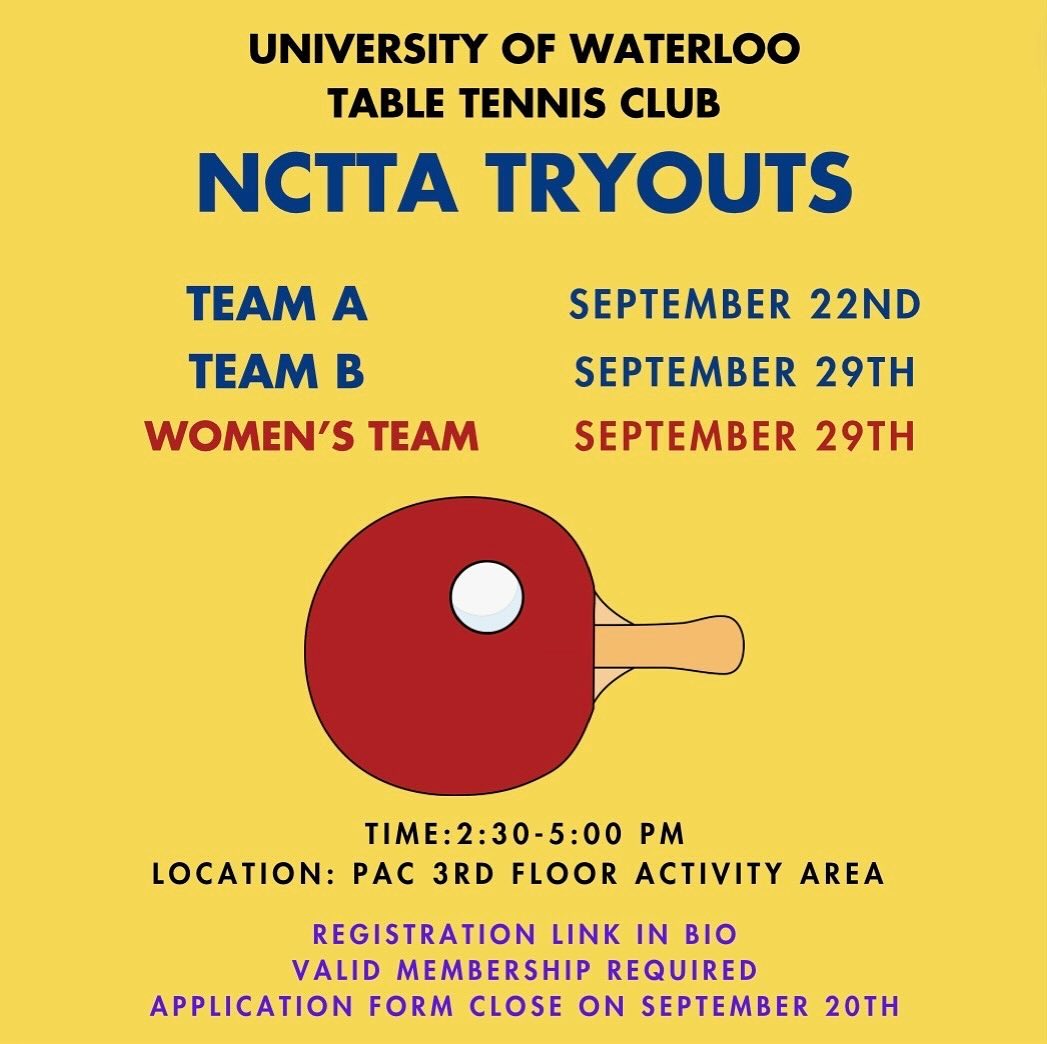 UNIVERSITY OF WATERLOO
TABLE TENNIS CLUB
NCTTA TRYOUTS
TEAM A SEPTEMBER 22ND
TEAM B SEPTEMBER 29TH
WOMEN'S TEAM SEPTEMBER 29TH
TIME:2:30-5:00 PM
LOCATION: PAC 3RD FLOOR ACTIVITY AREA
REGISTRATION LINK IN BIO
VALID MEMBERSHIP REQUIRED
APPLICATION FORM CLOSE ON SEPTEMBER 20TH